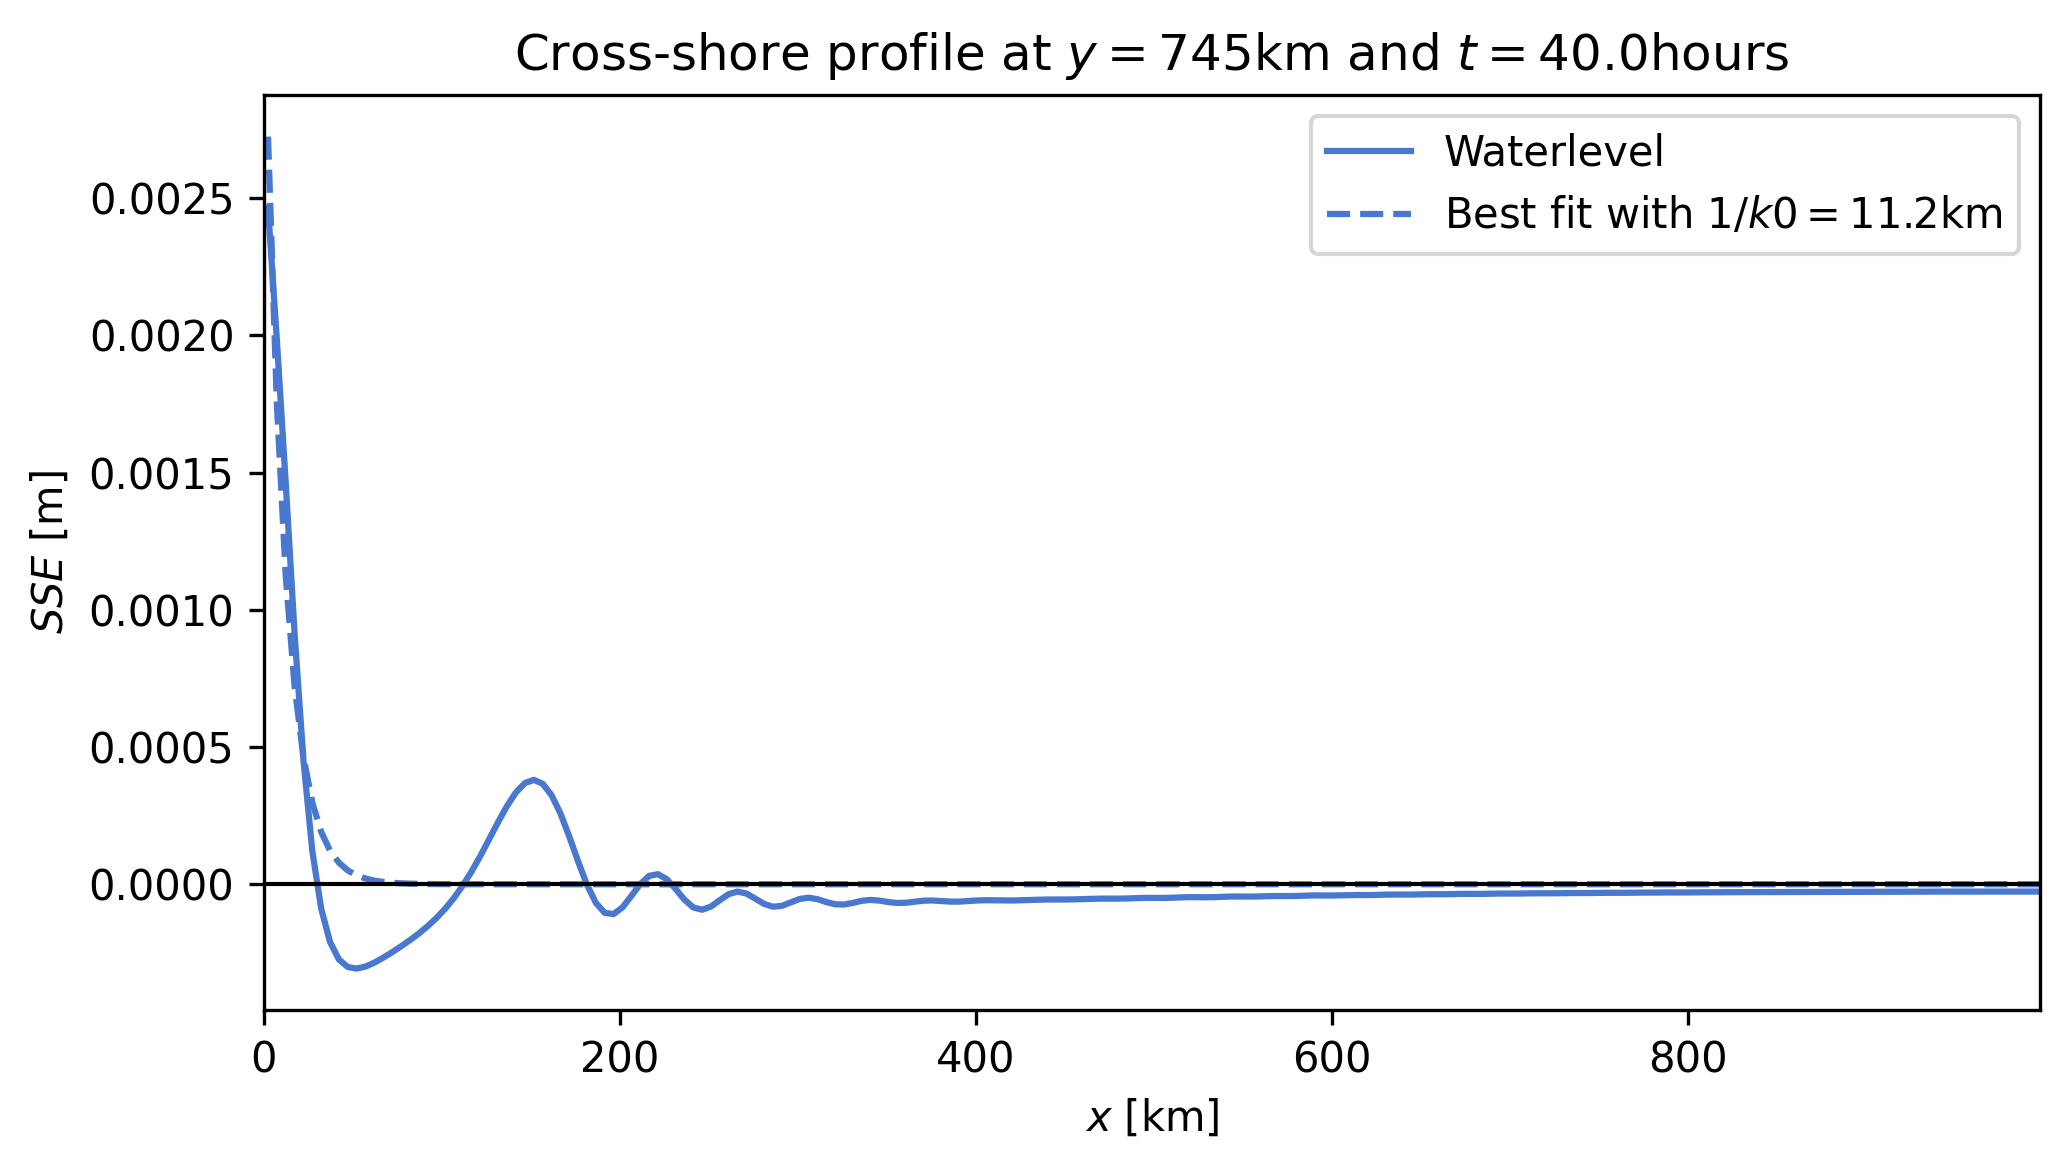 Cross-shore profile at y = 745km and t = 40.0hours
Waterlevel
Best fit with 1/k0 = 11.2km
SSE [m]
0.0025
0.0020
0.0015
0.0010
0.0005
0.0000
0 200 400 600 800
x [km]